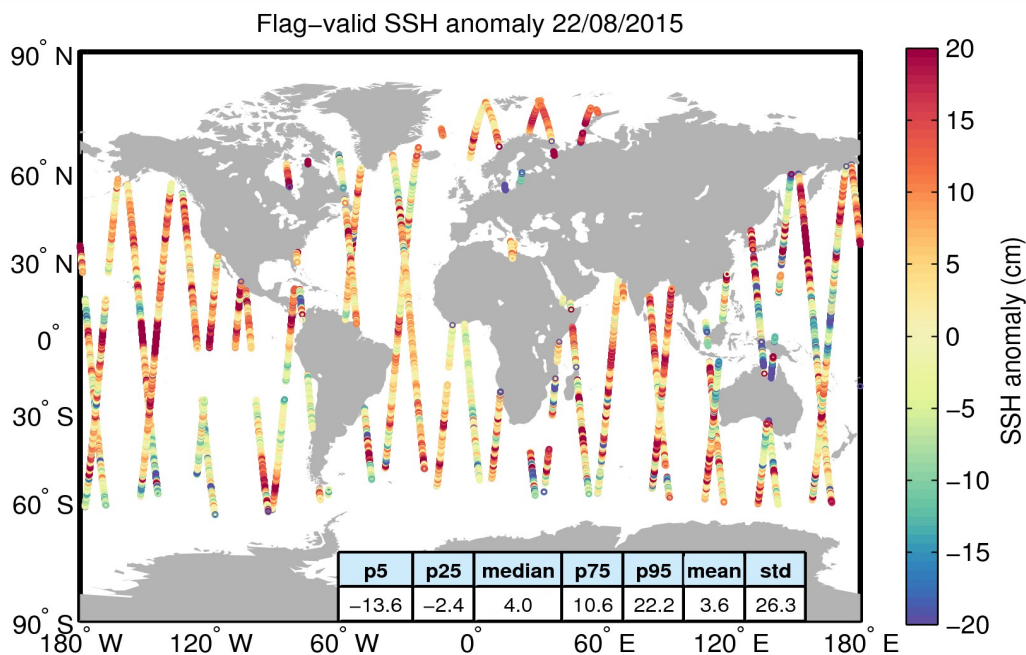 Flag−valid SSH anomaly 22/08/2015
90° N
60° N
30° N
0°
30° S
60° S
90° S
180° W
120° W
60° W
0°
60° E
120° E
180° E
p5 p25 median p75 p95 mean std
−13.6 −2.4 4.0 10.6 22.2 3.6 26.3
20
15
10
5
0
−5
−10
−15
−20
SSH anomaly (cm)